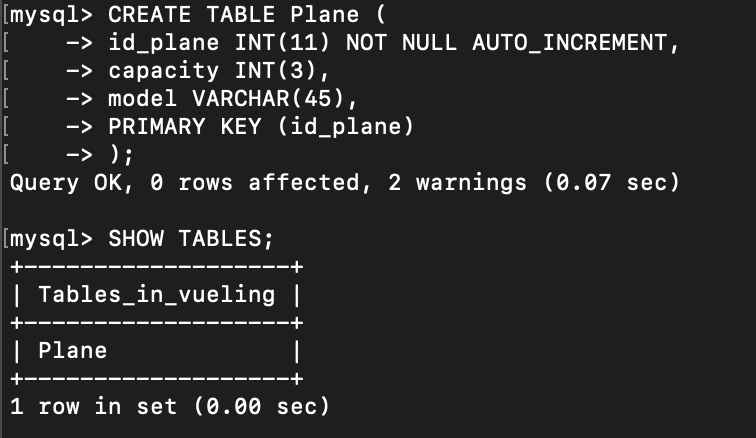 [mysql> CREATE TABLE Plane (
[    -> id_plane INT(11) NOT NULL AUTO_INCREMENT,
[    -> capacity INT(3),
[    -> model VARCHAR(45),
[    -> PRIMARY KEY (id_plane)
[    -> );
Query OK, 0 rows affected, 2 warnings (0.07 sec)

[mysql> SHOW TABLES;
+-------------------+
| Tables_in_vueling |
+-------------------+
| Plane             |
+-------------------+
1 row in set (0.00 sec)